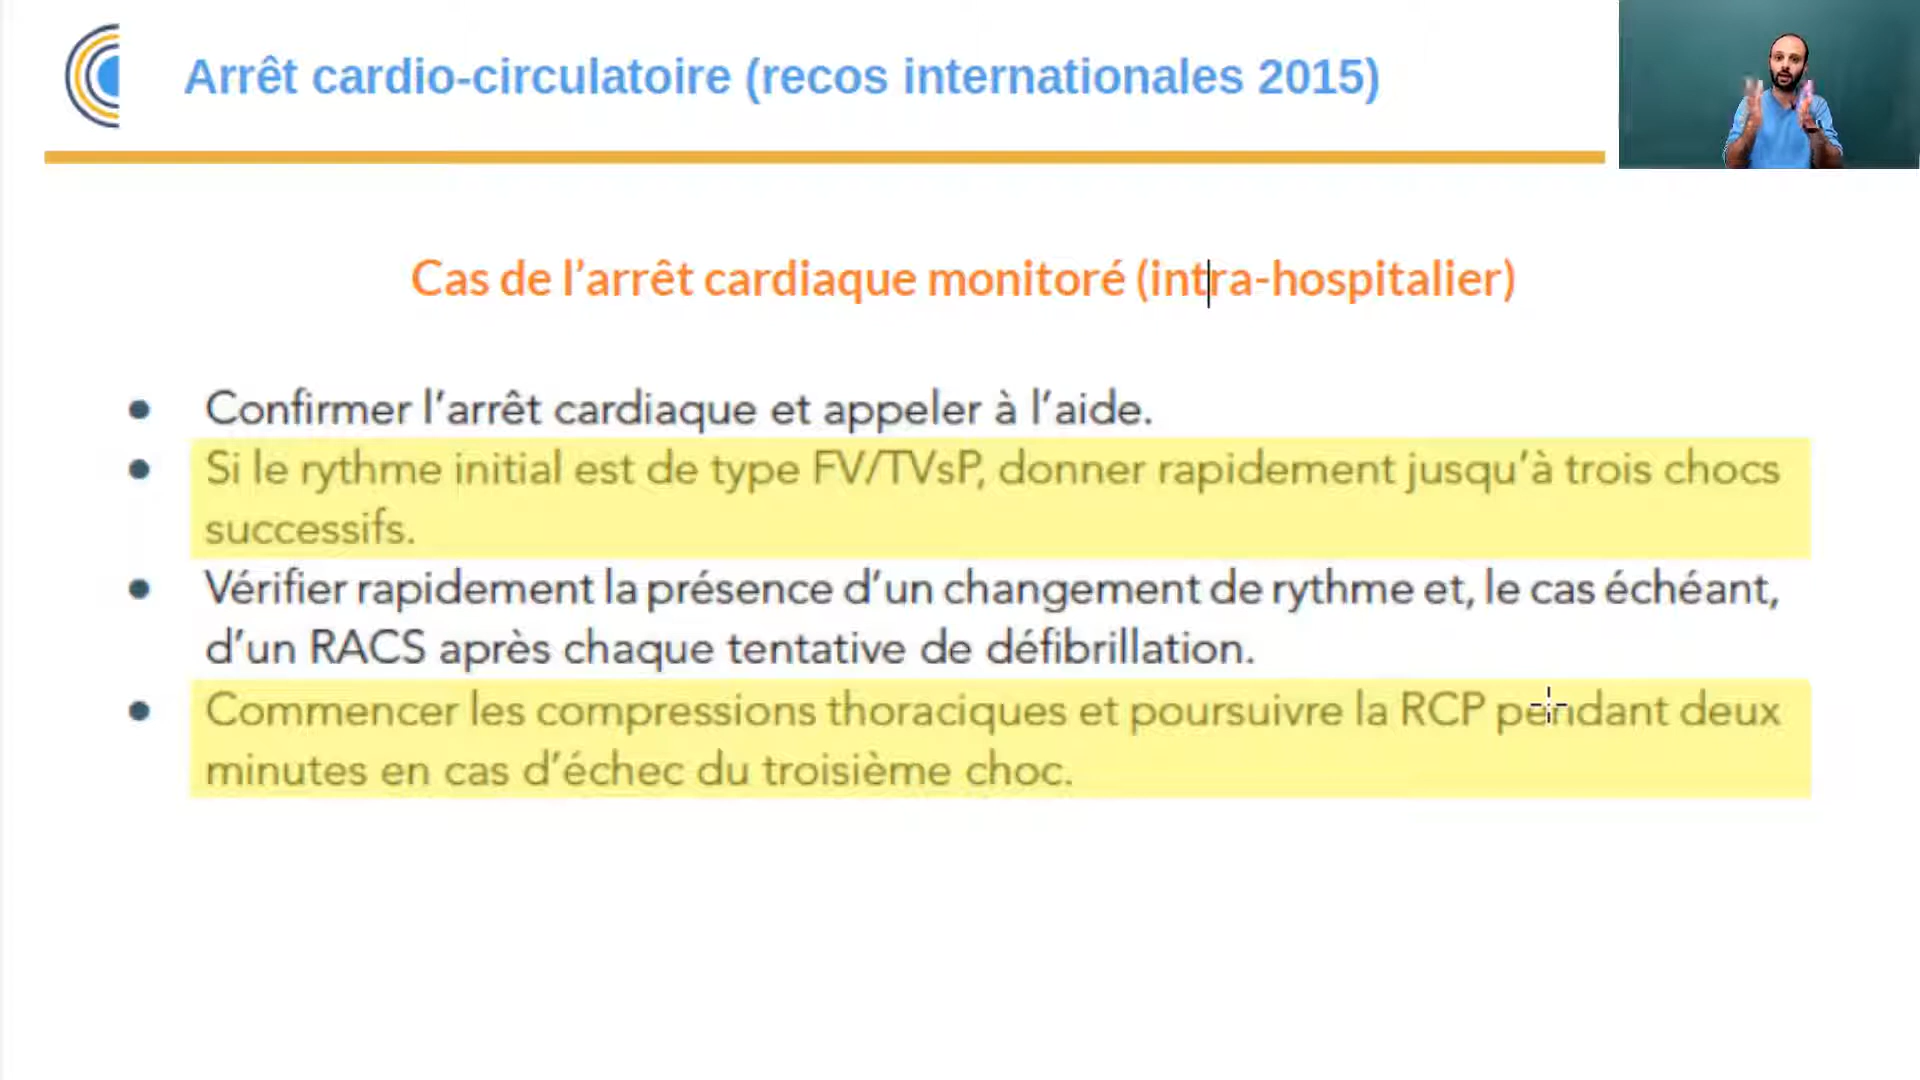 Arrêt cardio-circulatoire (recos internationales 2015)
Cas de l’arrêt cardiaque monitoré (intra-hospitalier)
● Confirmer l’arrêt cardiaque et appeler à l’aide.
● Si le rythme initial est de type FV/TVsP, donner rapidement jusqu’à trois chocs
successifs.
● Vérifier rapidement la présence d’un changement de rythme et, le cas échéant,
d’un RACS après chaque tentative de défibrillation.
● Commencer les compressions thoraciques et poursuivre la RCP pendant deux
minutes en cas d’échec du troisième choc.